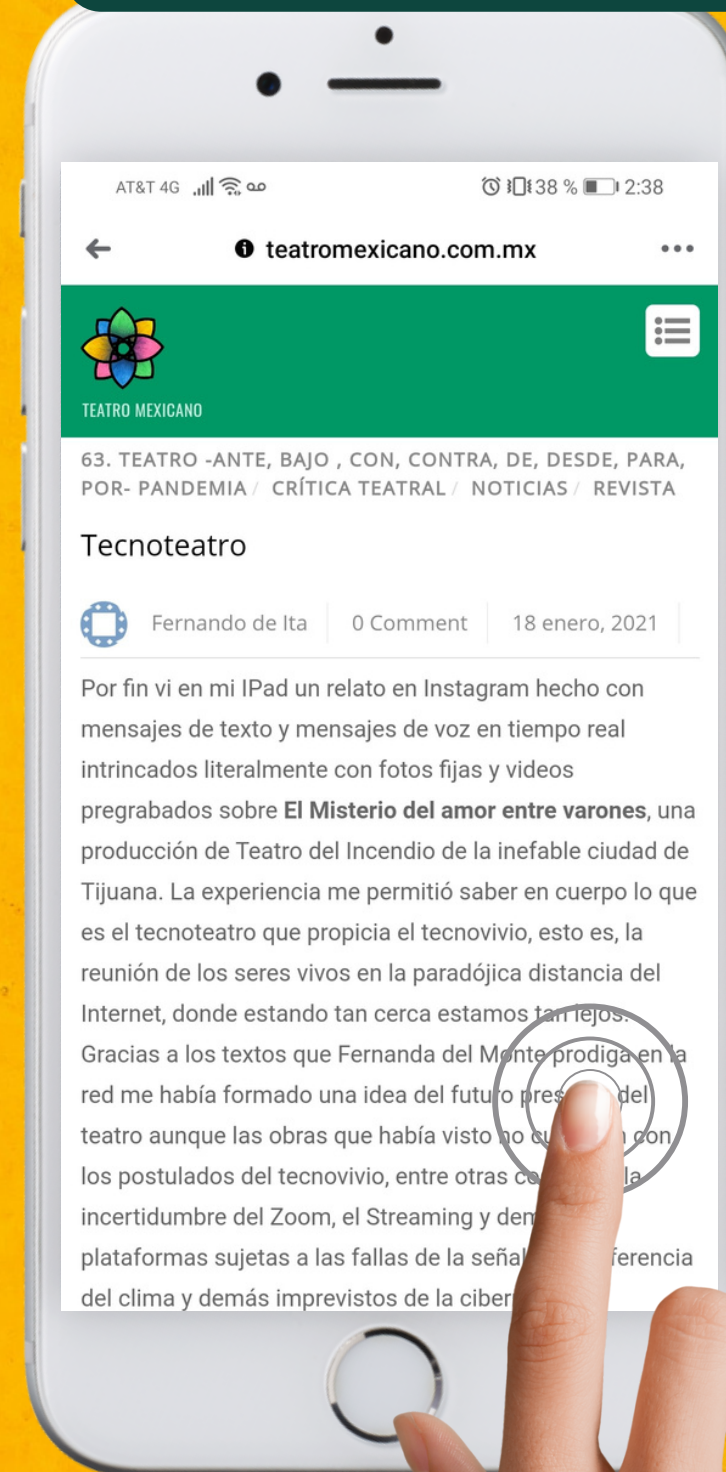 AT&T 4G 38 % 2:38
teatromexicano.com.mx
TEATRO MEXICANO
63. TEATRO -ANTE, BAJO , CON, CONTRA, DE, DESDE, PARA,
POR- PANDEMIA / CRÍTICA TEATRAL / NOTICIAS / REVISTA
Tecnoteatro
Fernando de Ita 0 Comment 18 enero, 2021
Por fin vi en mi IPad un relato en Instagram hecho con
mensajes de texto y mensajes de voz en tiempo real
intrincados literalmente con fotos fijas y videos
pregrabados sobre El Misterio del amor entre varones, una
producción de Teatro del Incendio de la inefable ciudad de
Tijuana. La experiencia me permitió saber en cuerpo lo que
es el tecnoteatro que propicia el tecnovivio, esto es, la
reunión de los seres vivos en la paradójica distancia del
Internet, donde estando tan cerca estamos tan lejos.
Gracias a los textos que Fernanda del Monte prodiga en la
red me había formado una idea del futuro del
teatro aunque las obras que había visto no con
los postulados del tecnovivio, entre otras la
incertidumbre del Zoom, el Streaming y
plataformas sujetas a las fallas de la señal
del clima y demás imprevistos de la